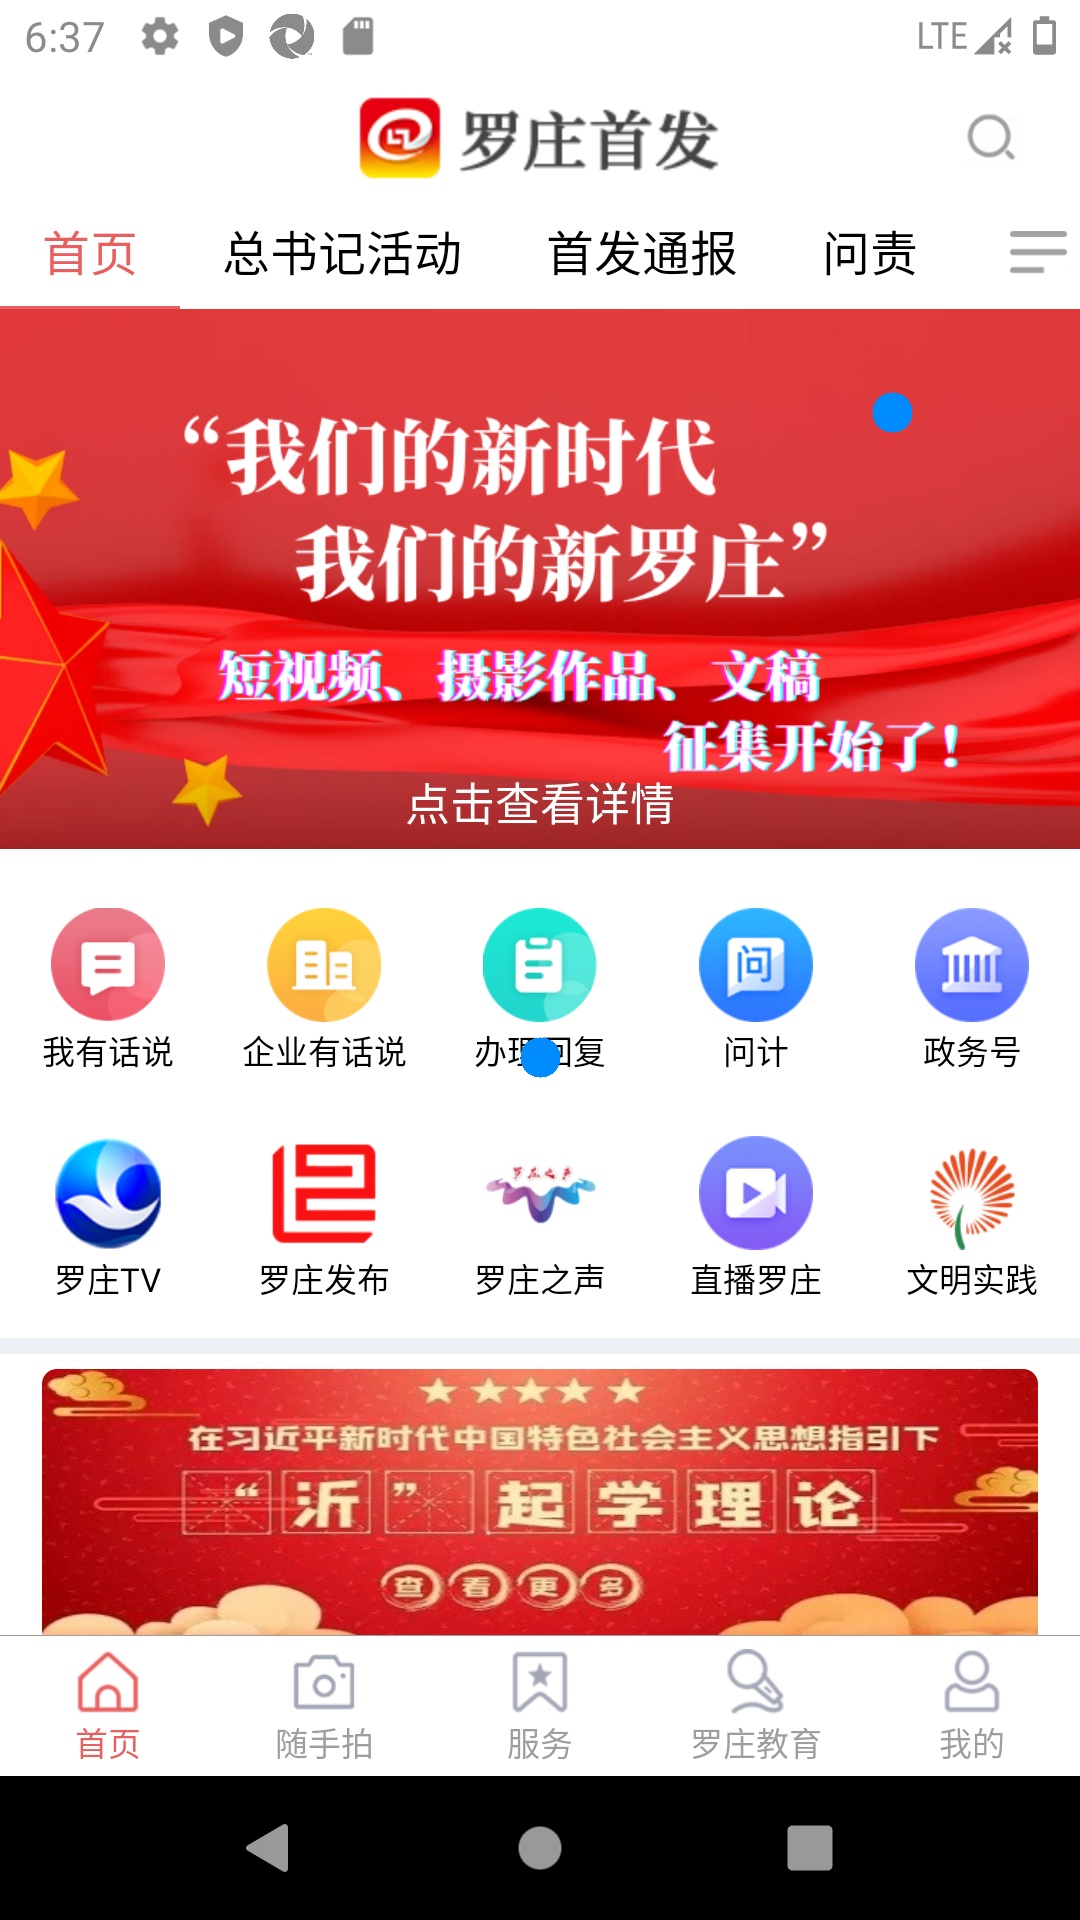 6:37
LTE
罗庄首发
首页 总书记活动 首发通报 问责
“我们的新时代
我们的新罗庄”
短视频、摄影作品、文稿
征集开始了!
点击查看详情
问
我有话说 企业有话说 办理回复 问计 政务号
罗庄之声
罗庄TV 罗庄发布 罗庄之声 直播罗庄 文明实践
在习近平新时代中国特色社会主义思想指引下
“沂”起学理论
查看更多
首页 随手拍 服务 罗庄教育 我的